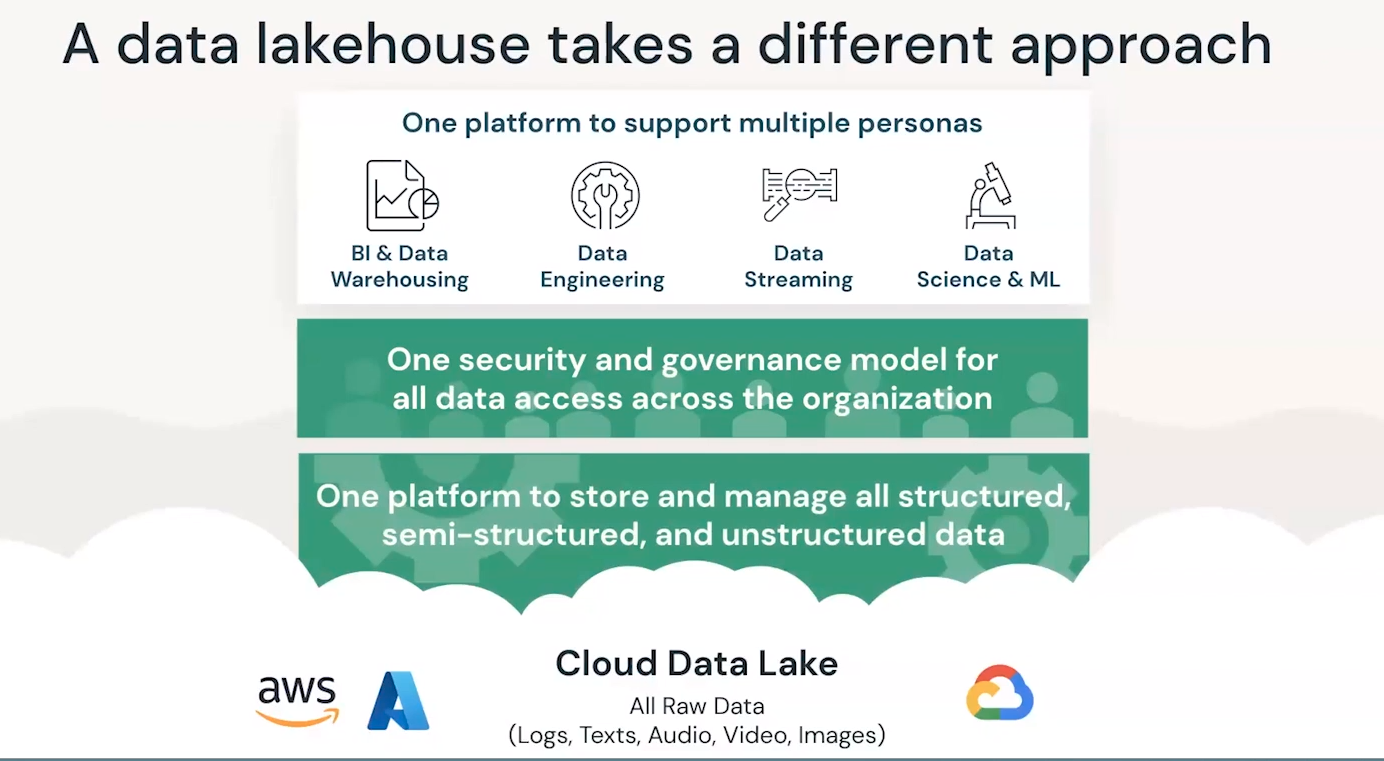 A data lakehouse takes a different approach
One platform to support multiple personas
BI & Data
Warehousing
Data
Engineering
Data
Streaming
Data
Science & ML
One security and governance model for
all data access across the organization
One platform to store and manage all structured,
semi-structured, and unstructured data
aws
Cloud Data Lake
All Raw Data
(Logs, Texts, Audio, Video, Images)